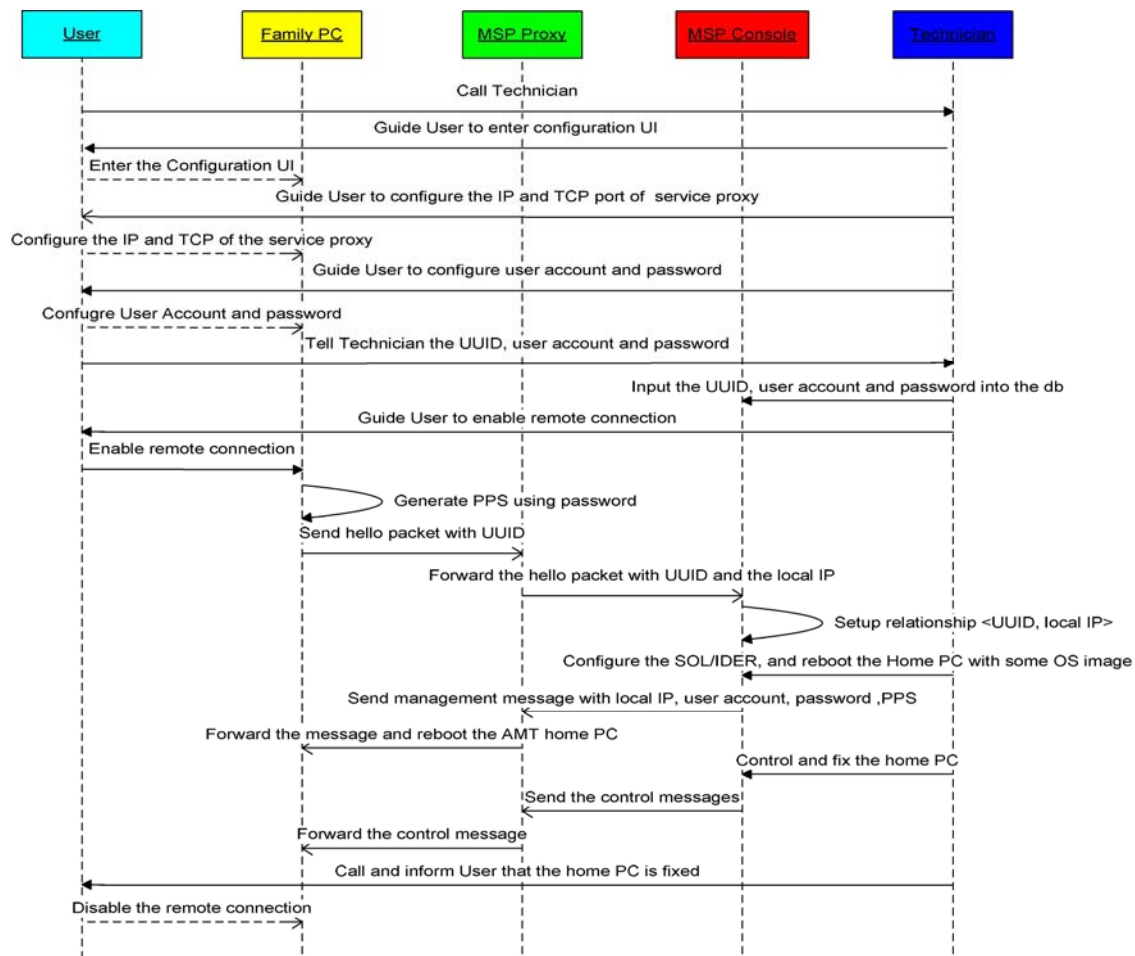 User
Family PC
MSP Proxy
MSP Console
Technician
Call Technician
Guide User to enter configuration UI
Enter the Configuration UI
Guide User to configure the IP and TCP port of service proxy
Configure the IP and TCP of the service proxy
Guide User to configure user account and password
Confugre User Account and password
Tell Technician the UUID, user account and password
Input the UUID, user account and password into the db
Guide User to enable remote connection
Enable remote connection
Generate PPS using password
Send hello packet with UUID
Forward the hello packet with UUID and the local IP
Setup relationship <UUID, local IP>
Configure the SOL/IDER, and reboot the Home PC with some OS image
Send management message with local IP, user account, password ,PPS
Forward the message and reboot the AMT home PC
Control and fix the home PC
Send the control messages
Forward the control message
Call and inform User that the home PC is fixed
Disable the remote connection